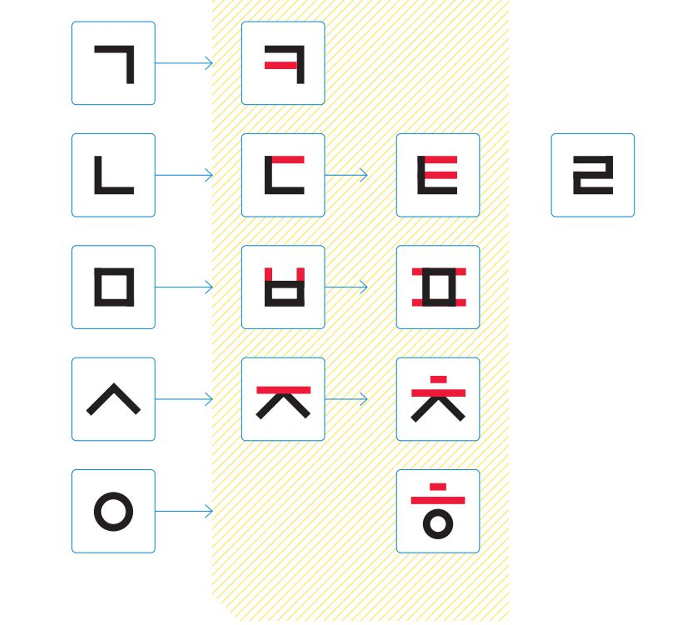 ㄱ ㅋ
ㄴ ㄷ ㅌ ㄹ
ㅁ ㅂ ㅍ
ㅅ ㅈ ㅊ
ㅇ ㅎ